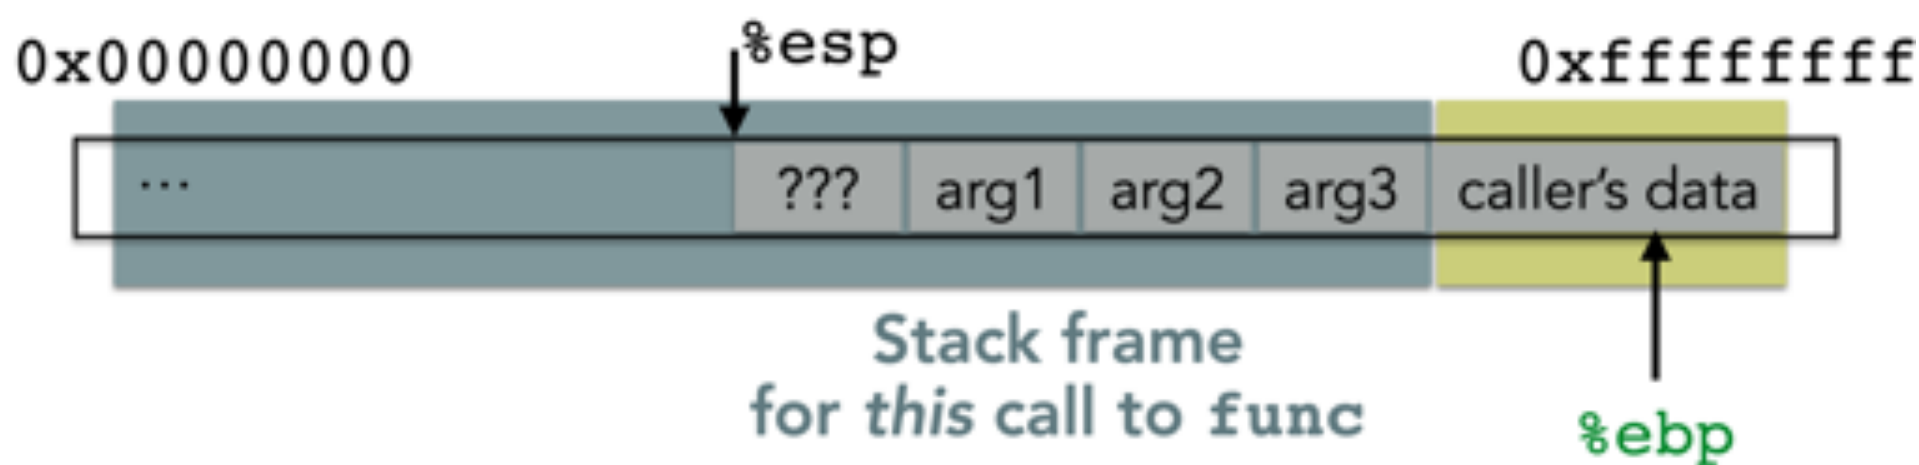 0x00000000 %esp 0xffffffff
... ??? arg1 arg2 arg3 caller's data
Stack frame
for this call to func
%ebp